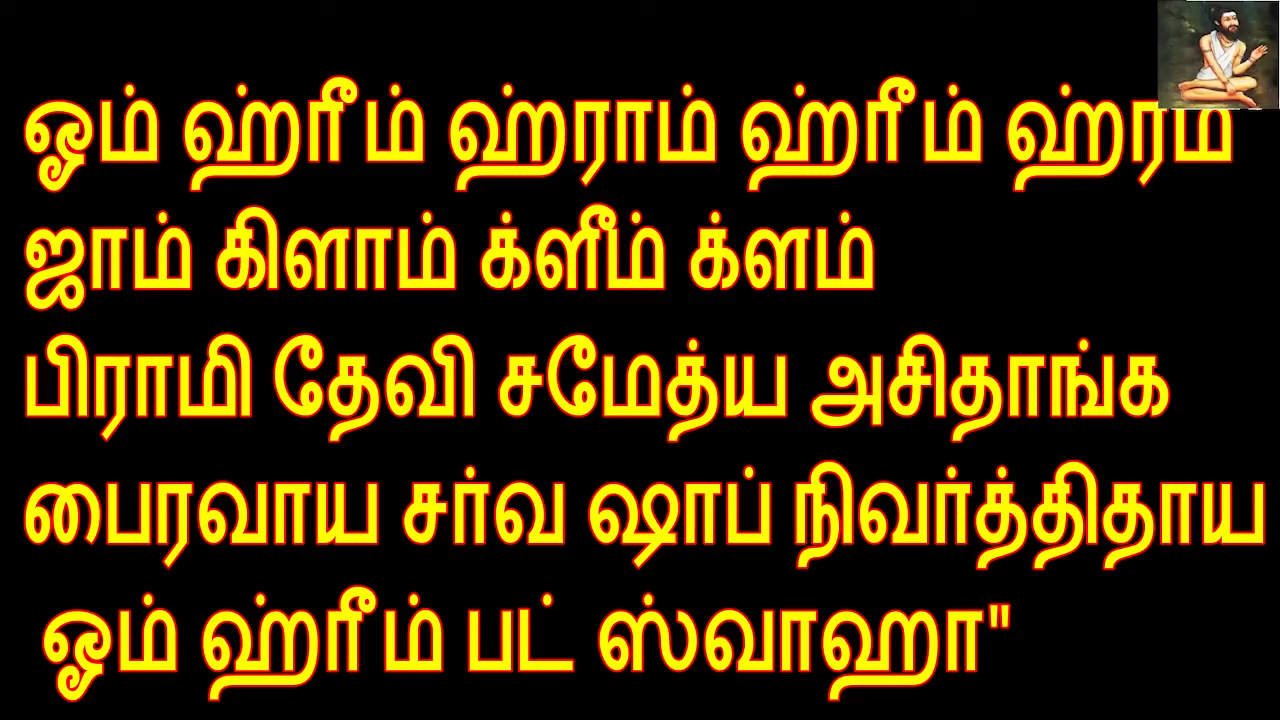 ஓம் ஹ்ரீம் ஹ்ராம் ஹ்ரீம் ஹ்ரம்
ஜாம் கிளாம் க்ளீம் க்ளம்
பிராமி தேவி சமேத்ய அசிதாங்க
பைரவாய சர்வ ஷாப் நிவர்த்திதாய
ஓம் ஹ்ரீம் பட் ஸ்வாஹா"